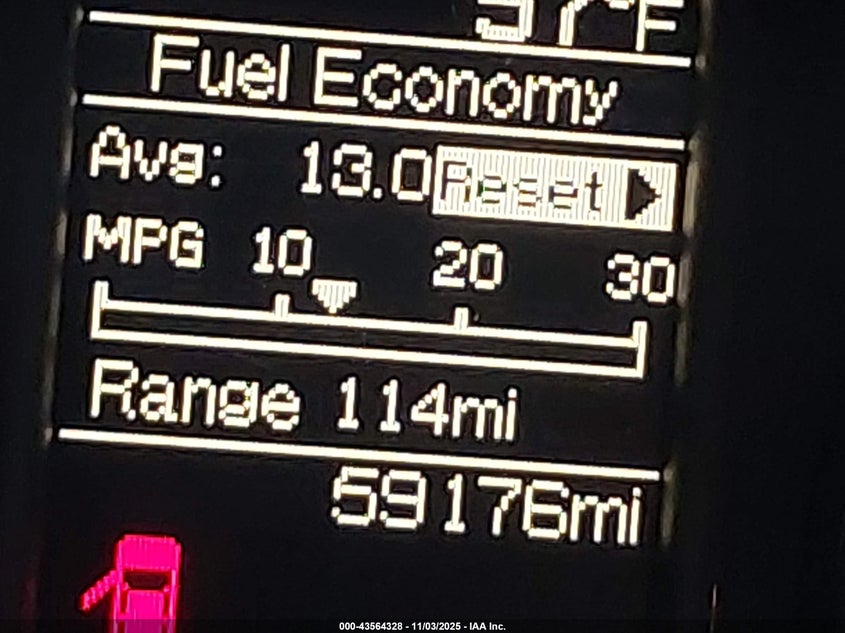 Fuel Economy
Avg: 13.0 Reset
MPG 10 20 30
Range 114mi
59176mi
000-43564328 - 11/03/2025 - IAA Inc.